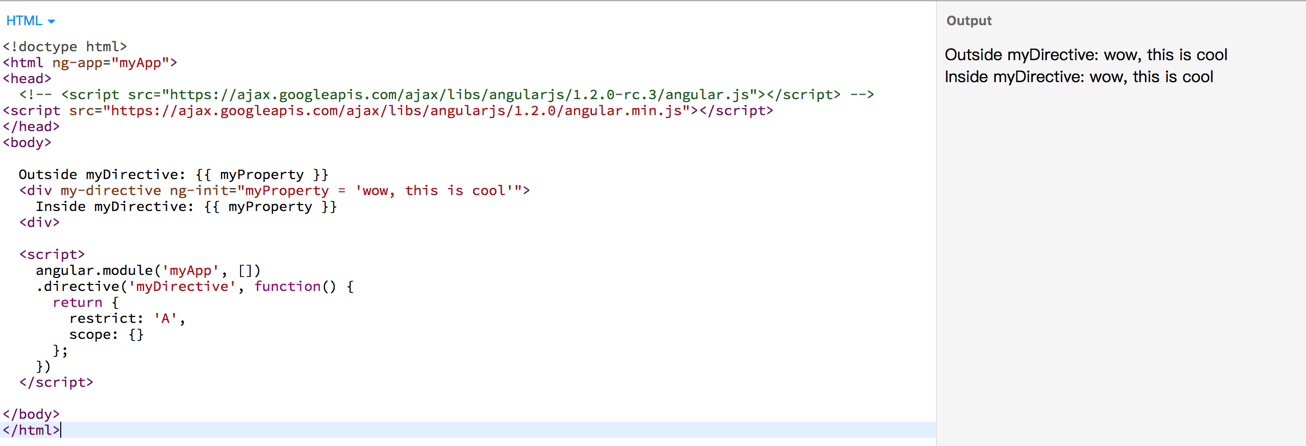 HTML
Output
<!doctype html>
<html ng-app="myApp">
<head>
  <!-- <script src="https://ajax.googleapis.com/ajax/libs/angularjs/1.2.0-rc.3/angular.js"></script> -->
<script src="https://ajax.googleapis.com/ajax/libs/angularjs/1.2.0/angular.min.js"></script>
</head>
<body>

  Outside myDirective: {{ myProperty }}
  <div my-directive ng-init="myProperty = 'wow, this is cool'">
    Inside myDirective: {{ myProperty }}
  <div>

  <script>
    angular.module('myApp', [])
    .directive('myDirective', function() {
      return {
        restrict: 'A',
        scope: {}
      };
    })
  </script>

</body>
</html>
Outside myDirective: wow, this is cool
Inside myDirective: wow, this is cool